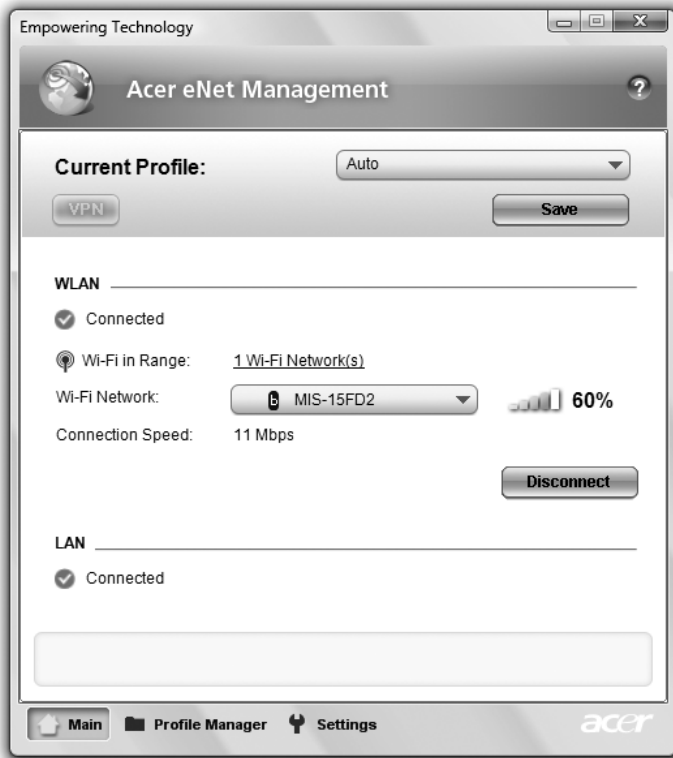 Empowering Technology
Acer eNet Management
?
Current Profile:
Auto
VPN
Save
WLAN
Connected
Wi-Fi in Range:
1 Wi-Fi Network(s)
Wi-Fi Network:
b MIS-15FD2
60%
Connection Speed:
11 Mbps
Disconnect
LAN
Connected
Main
Profile Manager
Settings
acer